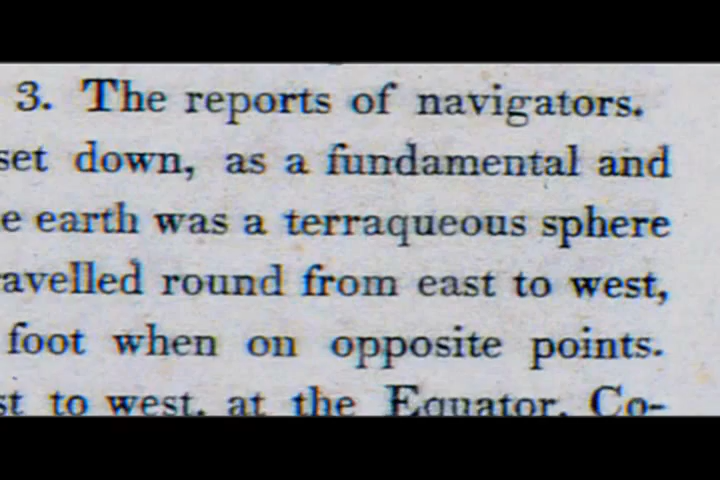 3. The reports of navigators.
set down, as a fundamental and
e earth was a terraqueous sphere
avelled round from east to west,
foot when on opposite points.
st to west, at the Equator. Co-